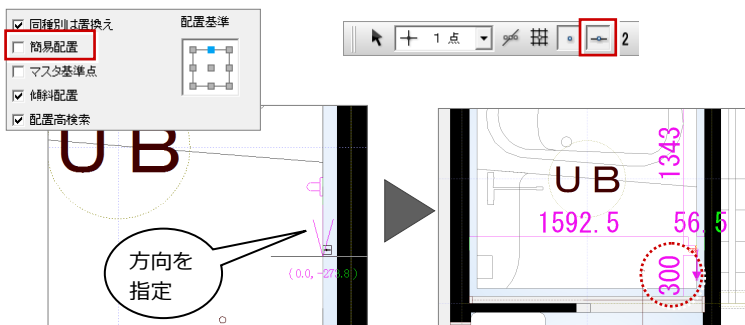 同種別は置換え
簡易配置
マスタ基準点
傾斜配置
配置高検索
配置基準
1 点
2
UB
方向を
指定
(0.0, -273.8)
UB
1343
1592.5
56.5
300